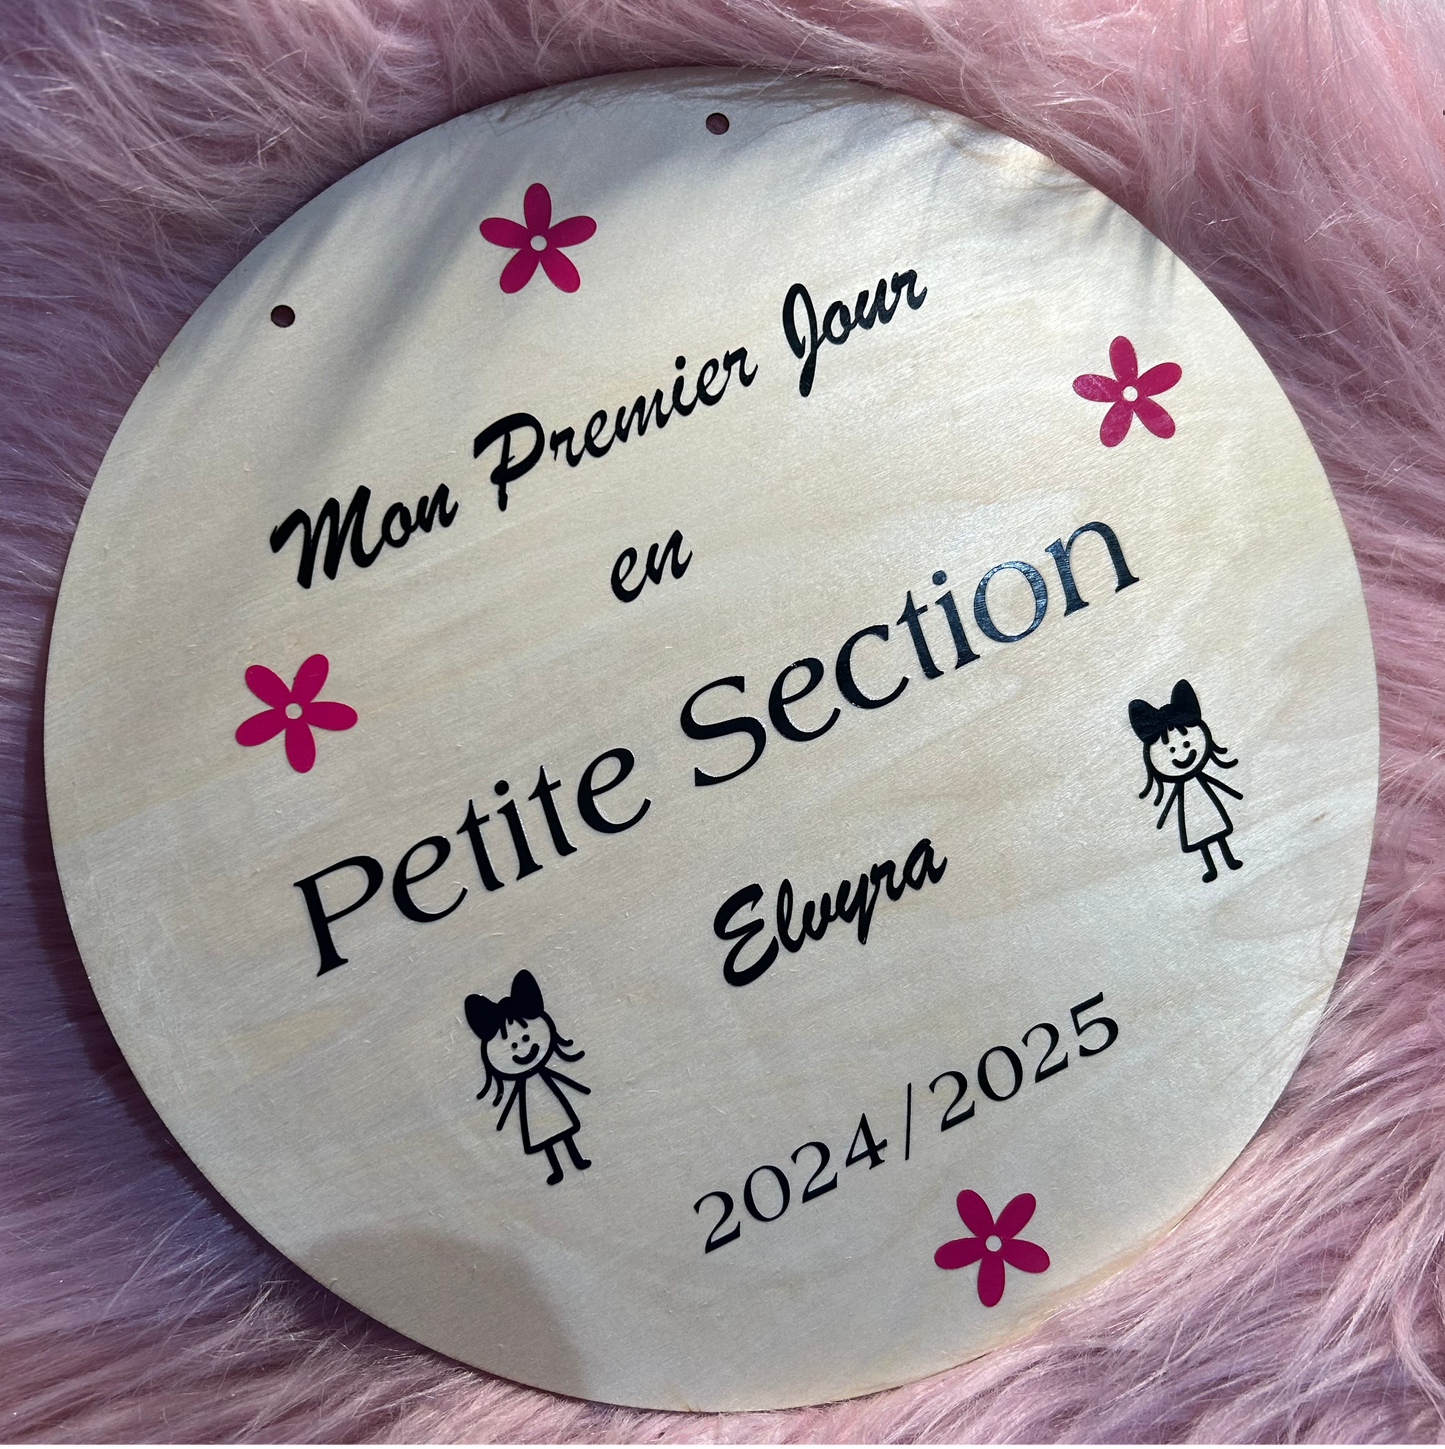 Mon Premier Jour
en
Petite Section
Elvyra
2024/2025